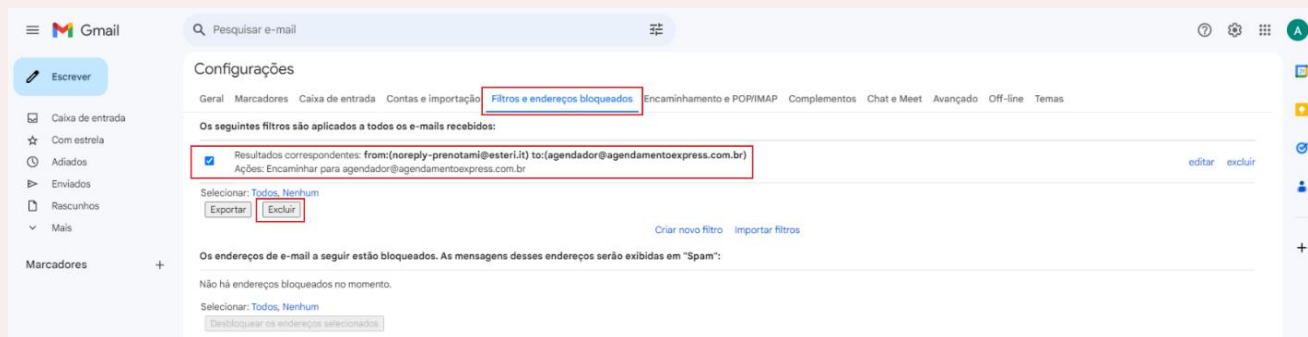 Gmail
Pesquisar e-mail
A
Escrever
Caixa de entrada
Com estrela
Adiados
Enviados
Rascunhos
Mais
Marcadores +
Configurações
Geral Marcadores Caixa de entrada Contas e importação Filtros e endereços bloqueados Encaminhamento e POP/IMAP Complementos Chat e Meet Avançado Off-line Temas
Os seguintes filtros são aplicados a todos os e-mails recebidos:
Resultados correspondentes: from:(noreply-prenotami@esteri.it) to:(agendador@agendamentoexpress.com.br)
Ações: Encaminhar para agendador@agendamentoexpress.com.br
editar excluir
Selecionar: Todos, Nenhum
Exportar Excluir
Criar novo filtro Importar filtros
Os endereços de e-mail a seguir estão bloqueados. As mensagens desses endereços serão exibidas em "Spam":
Não há endereços bloqueados no momento.
Selecionar: Todos, Nenhum
Desbloquear os endereços selecionados